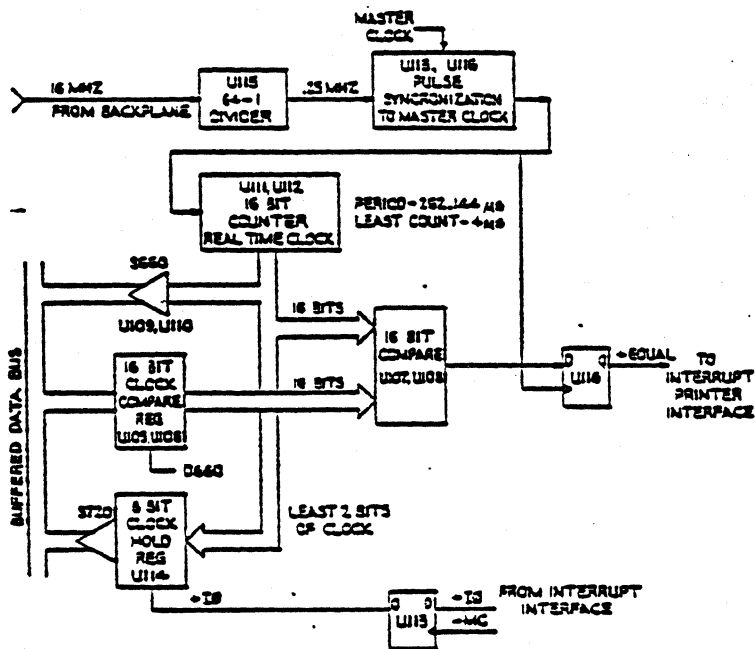 MASTER
CLOCK
16 MHZ
FROM BACKPLANE
U115
64-1
DIVIDER
.25 MHZ
U113, U116
PULSE
SYNCRONIZATION
TO MASTER CLOCK
U111, U112
16 BIT
COUNTER
REAL TIME CLOCK
PERIOD=262.144 µs
LEAST COUNT=4µs
S660
U109, U110
16 BITS
16 BIT
CLOCK
COMPARE
REG
U105, U106
16 BITS
16 BIT
COMPARE
U107, U108
D
Q
U116
+EQUAL
TO
INTERRUPT
PRINTER
INTERFACE
D660
BUFFERED DATA BUS
S720
8 BIT
CLOCK
HOLD
REG
U114
LEAST 2 BITS
OF CLOCK
U113
FROM INTERRUPT
INTERFACE